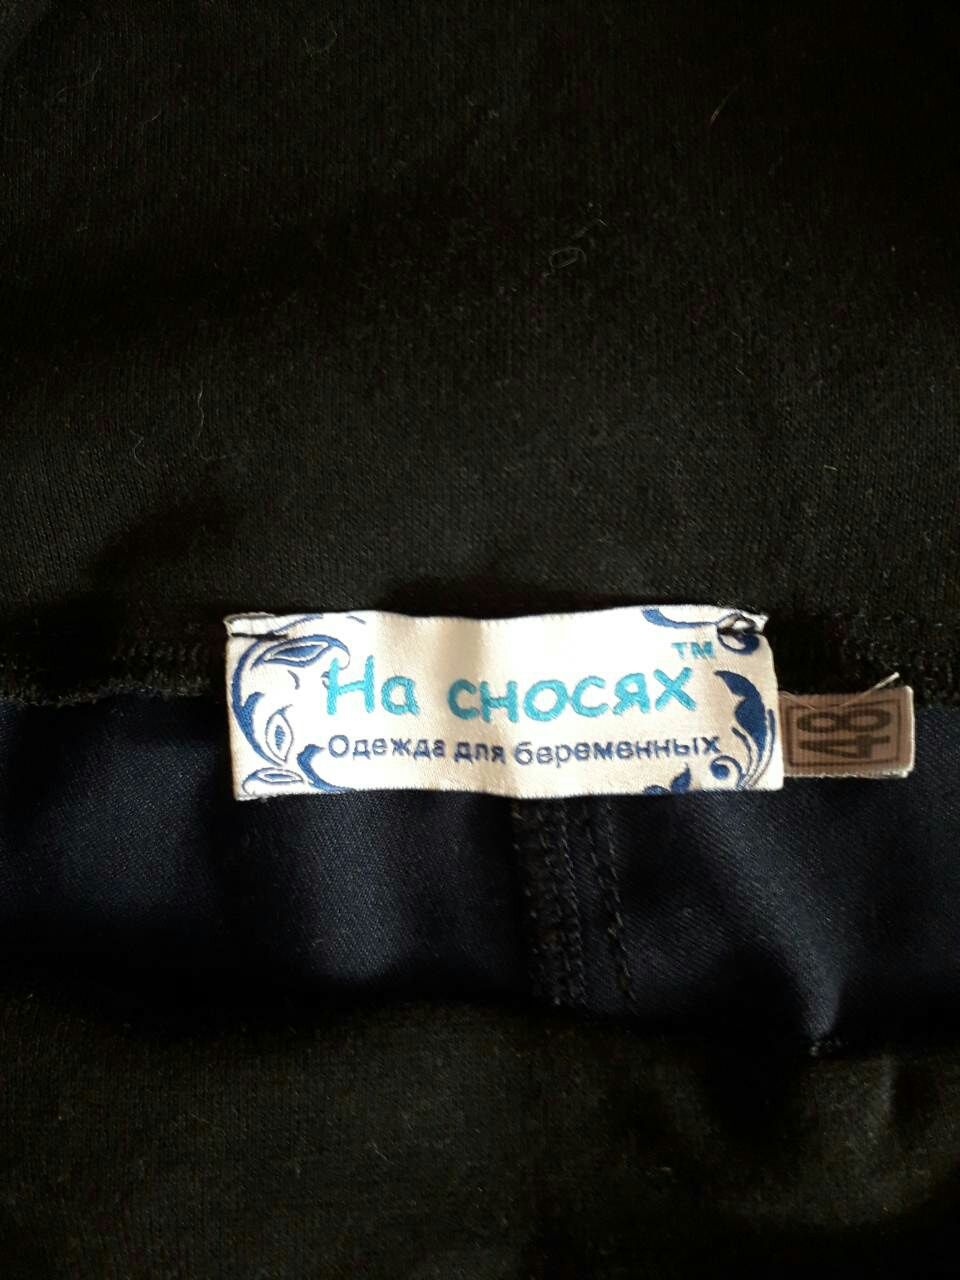 На сносях™
Одежда для беременных
48